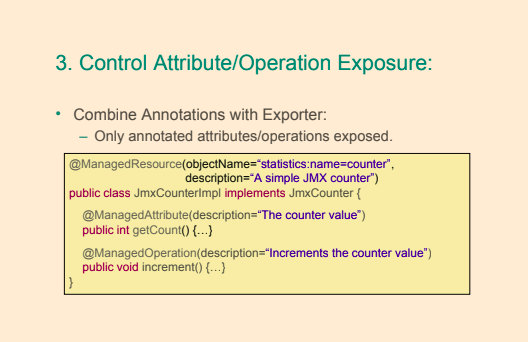 3. Control Attribute/Operation Exposure:
• Combine Annotations with Exporter:
– Only annotated attributes/operations exposed.
@ManagedResource(objectName=“statistics:name=counter”,
description=“A simple JMX counter”)
public class JmxCounterImpl implements JmxCounter {
@ManagedAttribute(description=“The counter value”)
public int getCount() {…}
@ManagedOperation(description=“Increments the counter value”)
public void increment() {…}
}